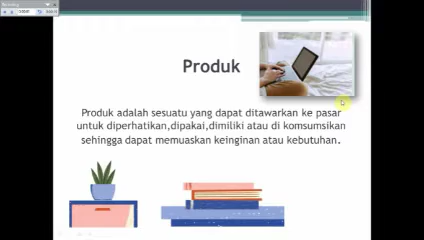 Produk
Produk adalah sesuatu yang dapat ditawarkan ke pasar
untuk diperhatikan,dipakai,dimiliki atau di komsumsikan
sehingga dapat memuaskan keinginan atau kebutuhan.